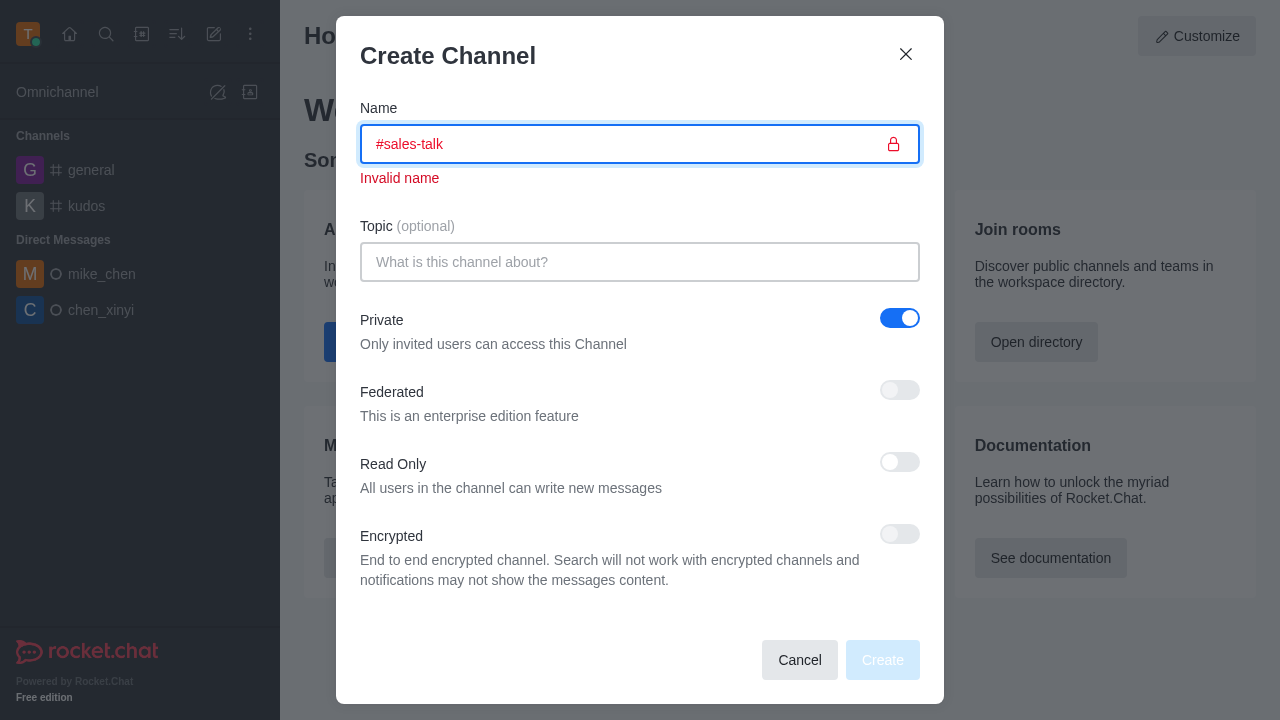 T
Omnichannel
Channels
G general
K kudos
Direct Messages
M mike_chen
C chen_xinyi
rocket.chat
Powered by Rocket.Chat
Free edition
Customize
Create Channel
Name
#sales-talk
Invalid name
Topic (optional)
What is this channel about?
Private
Only invited users can access this Channel
Federated
This is an enterprise edition feature
Read Only
All users in the channel can write new messages
Encrypted
End to end encrypted channel. Search will not work with encrypted channels and
notifications may not show the messages content.
Cancel
Create
Join rooms
Discover public channels and teams in
the workspace directory.
Open directory
Documentation
Learn how to unlock the myriad
possibilities of Rocket.Chat.
See documentation